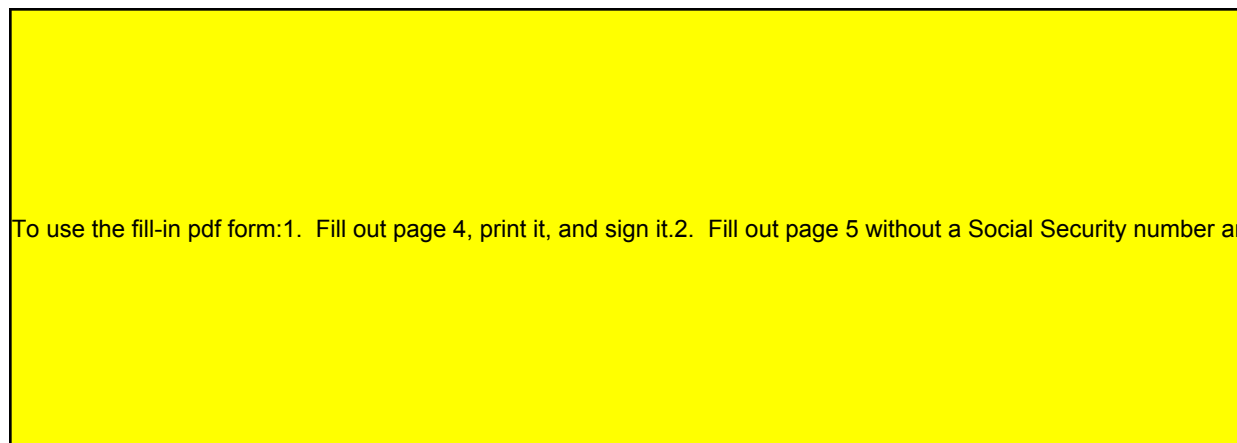 To use the fill-in pdf form:1.  Fill out page 4, print it, and sign it.2.  Fill out page 5 without a Social Security number